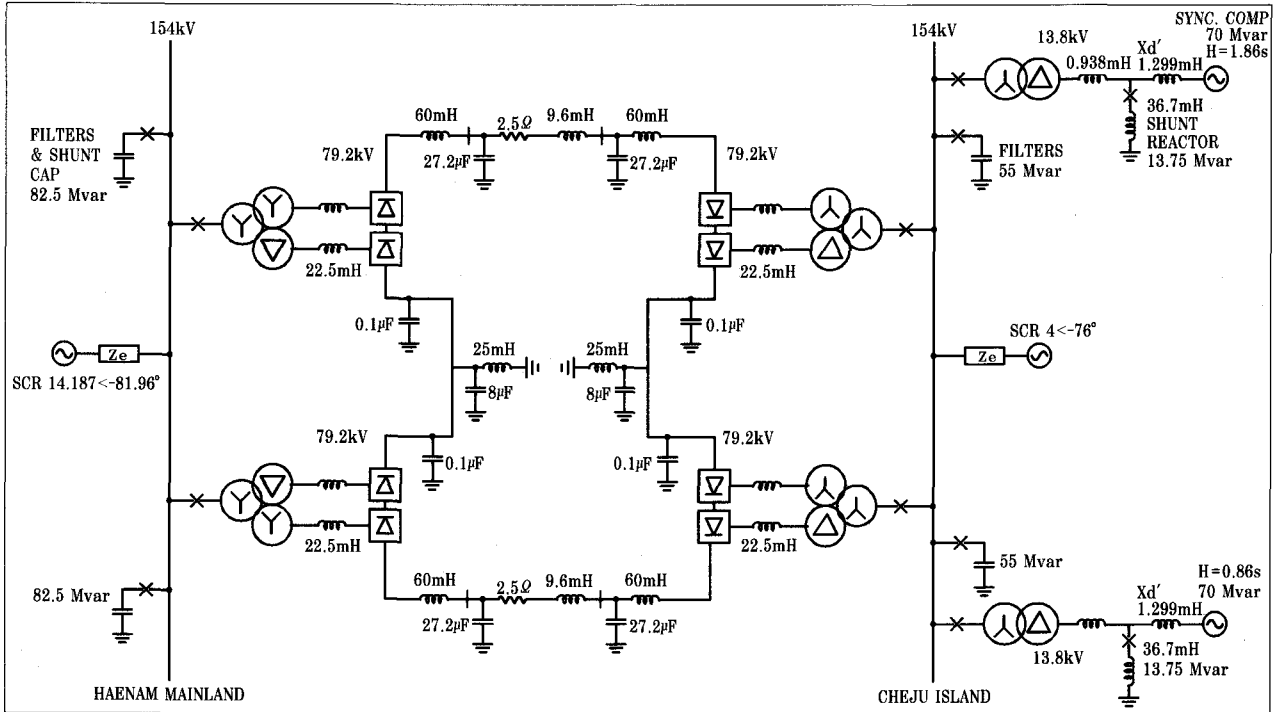 154kV
154kV
SYNC. COMP
70 Mvar
H=1.86s
13.8kV
0.938mH
Xd'
1.299mH
36.7mH
SHUNT
REACTOR
13.75 Mvar
FILTERS
& SHUNT
CAP
82.5 Mvar
60mH
2.5Ω
9.6mH
60mH
79.2kV
27.2µF
27.2µF
79.2kV
FILTERS
55 Mvar
22.5mH
22.5mH
0.1µF
0.1µF
Ze
SCR 14.187<-81.96°
25mH
8µF
25mH
8µF
SCR 4<-76°
Ze
79.2kV
0.1µF
0.1µF
79.2kV
22.5mH
22.5mH
82.5 Mvar
60mH
2.5Ω
9.6mH
60mH
27.2µF
27.2µF
55 Mvar
H=0.86s
70 Mvar
Xd'
1.299mH
13.8kV
36.7mH
13.75 Mvar
HAENAM MAINLAND
CHEJU ISLAND